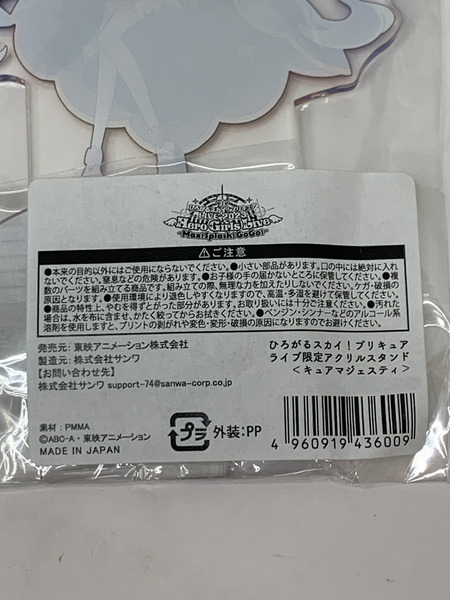 LIVE2023
Hero Girls Live
~Max!Splash!GoGo!~
⚠ご注意
●本来の目的以外にはご使用にならないでください。●小さい部品があります。口の中には絶対に入れ
ないでください。窒息などの危険があります。●お子様の手の届かないところに保管してください。●複
数のパーツを組み立てる商品です。組み立ての際、無理な力を加えたりしないでください。ケガ・破損の
原因となります。●使用環境により退色しやすくなりますので、高温・多湿を避けて保管してください。
●商品の特性上、やむを得ずとがった部分があります。お取り扱いには十分ご注意ください。●汚れた
場合は、水を布に含ませ、かたく絞ってからお拭きください。●ベンジン・シンナーなどのアルコール系
溶剤を使用しますと、プリントの剥がれや変色・変形・破損の原因になりますのでご遠慮ください。
発売元：東映アニメーション株式会社
製造元：株式会社サンワ
【お問い合わせ先】
株式会社サンワ support-74@sanwa-corp.co.jp
ひろがるスカイ！プリキュア
ライブ限定アクリルスタンド
＜キュアマジェスティ＞
素材：PMMA
©ABC-A・東映アニメーション
MADE IN JAPAN
プラ 外装：PP
4 960919 436009